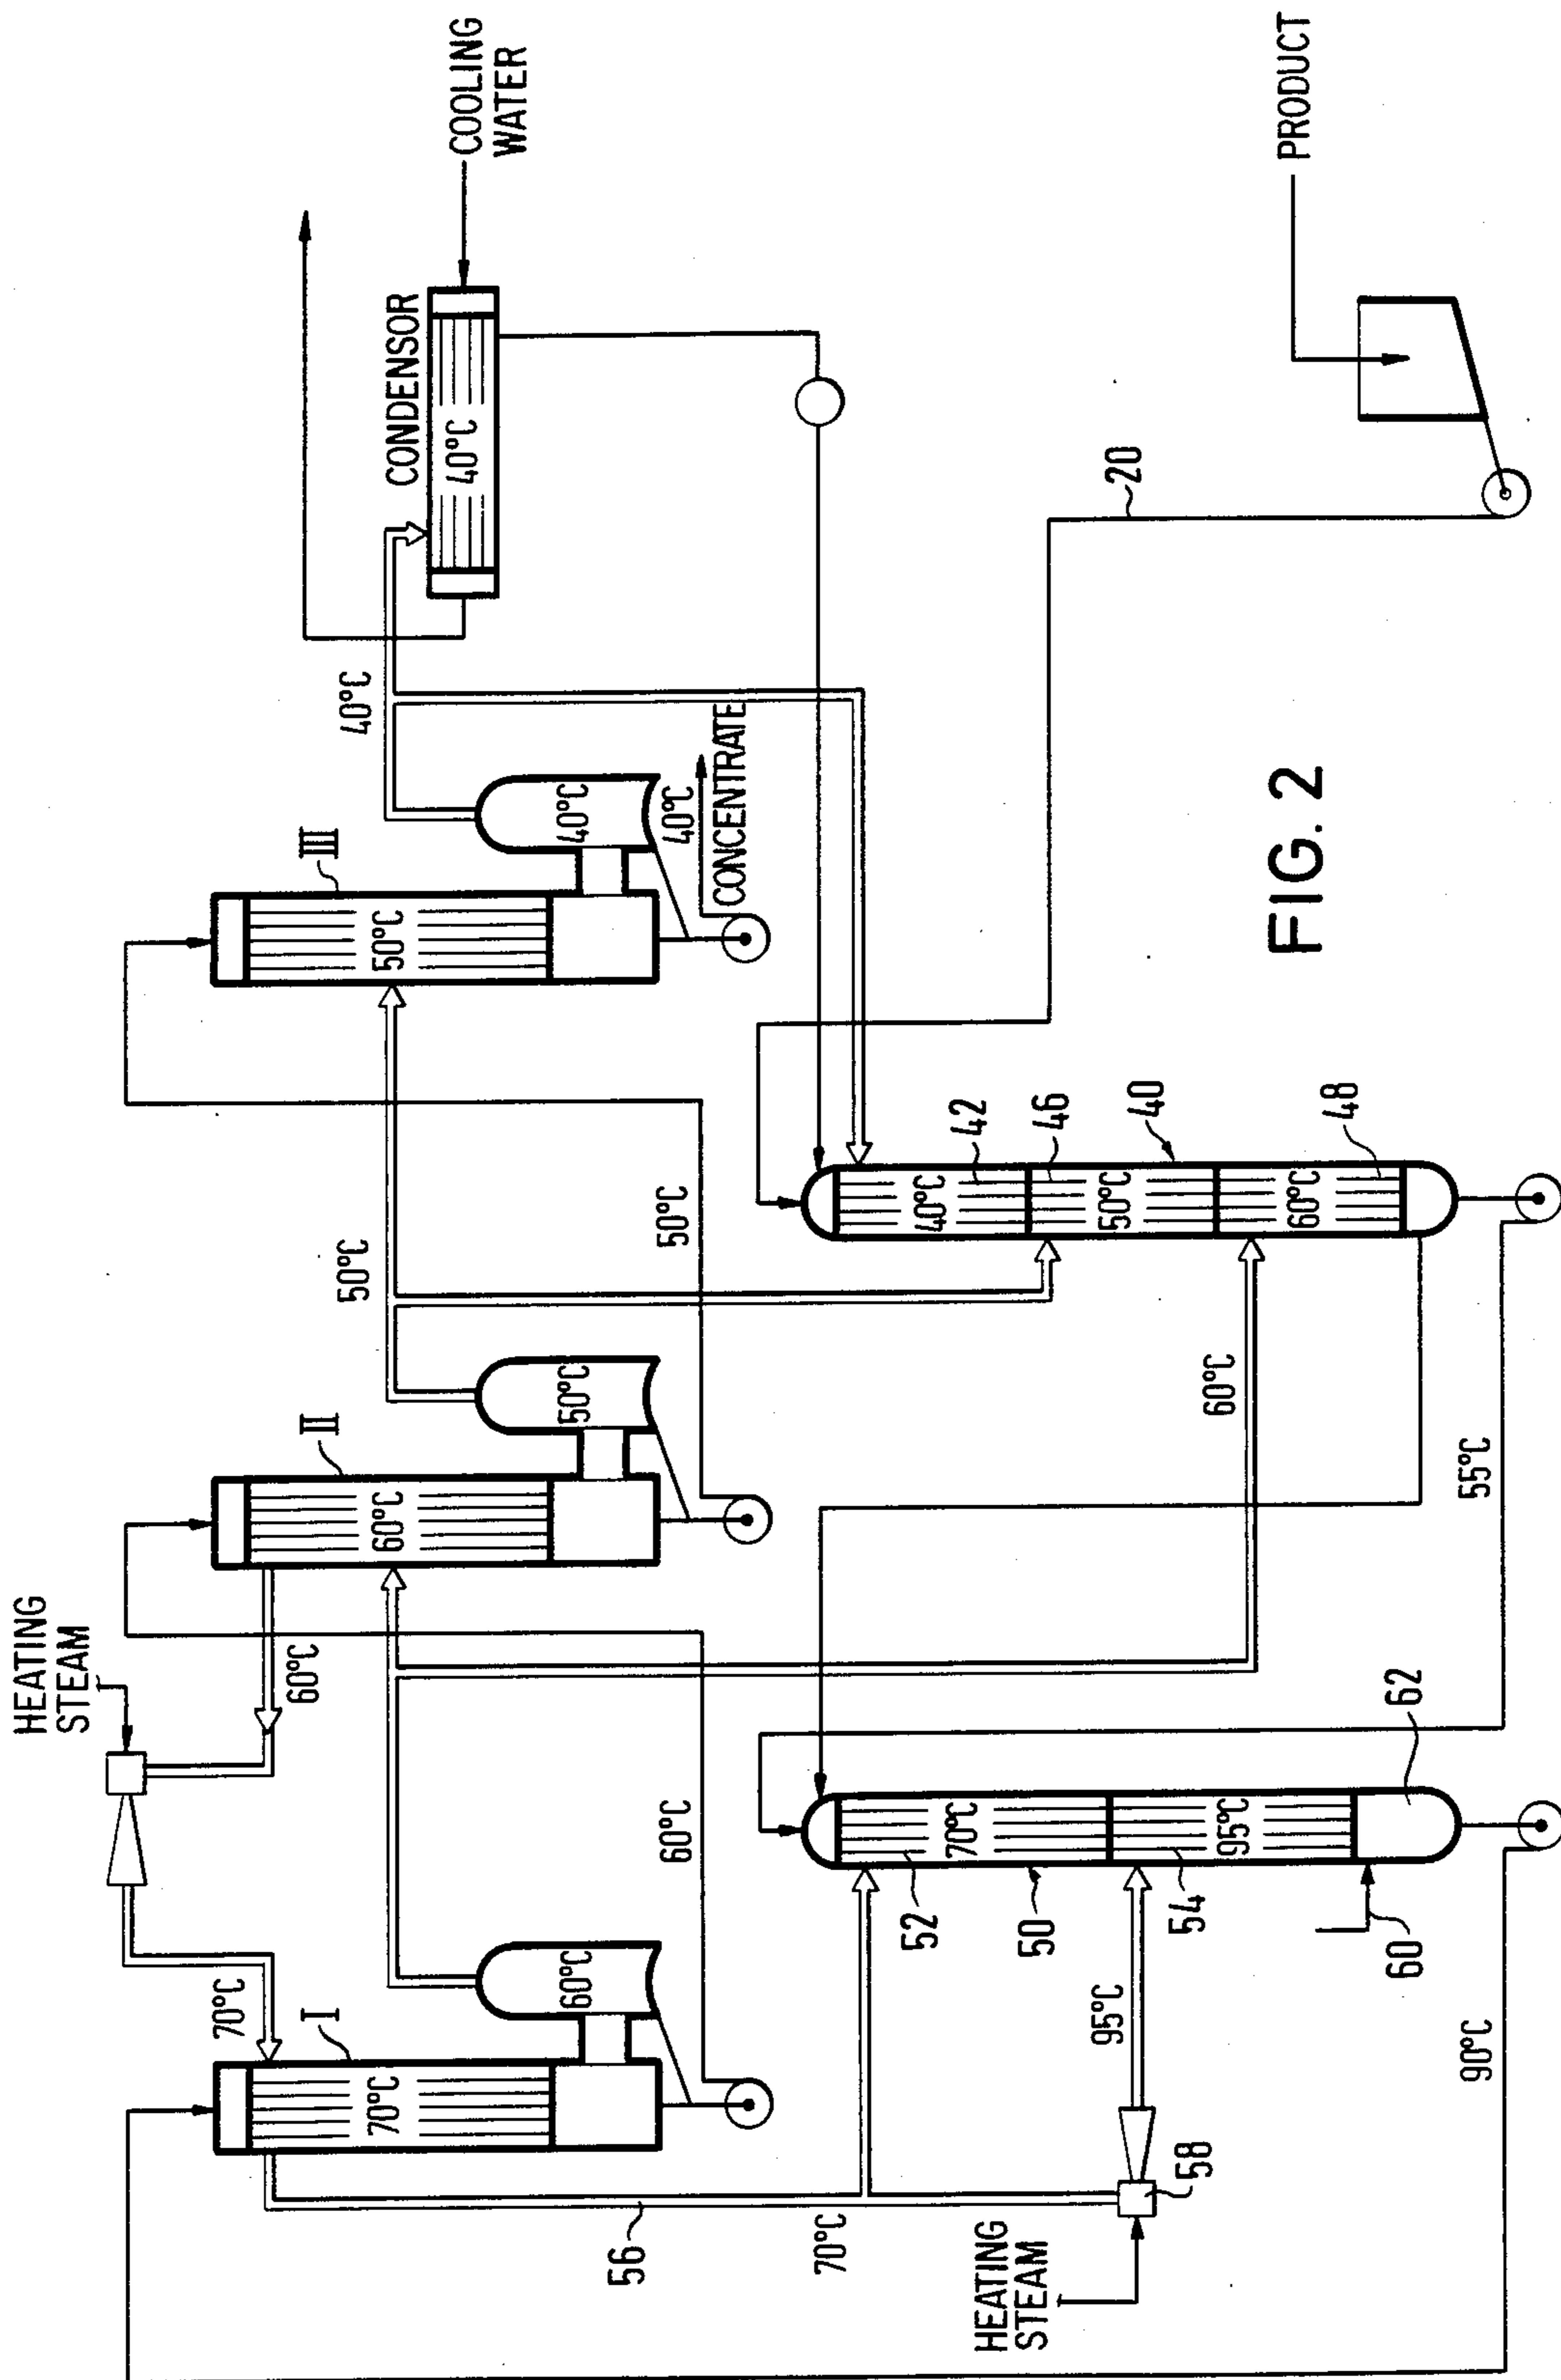 HEATING
STEAM
70°C
60°C
I
II
III
70°C
60°C
60°C
50°C
50°C
40°C
50°C
40°C
40°C
CONCENTRATE
CONDENSOR
40°C
COOLING
WATER
60°C
50°C
56
70°C
HEATING
STEAM
58
95°C
52
50
54
60
70°C
95°C
62
90°C
60°C
55°C
40°C
50°C
60°C
42
46
40
48
20
PRODUCT
FIG. 2